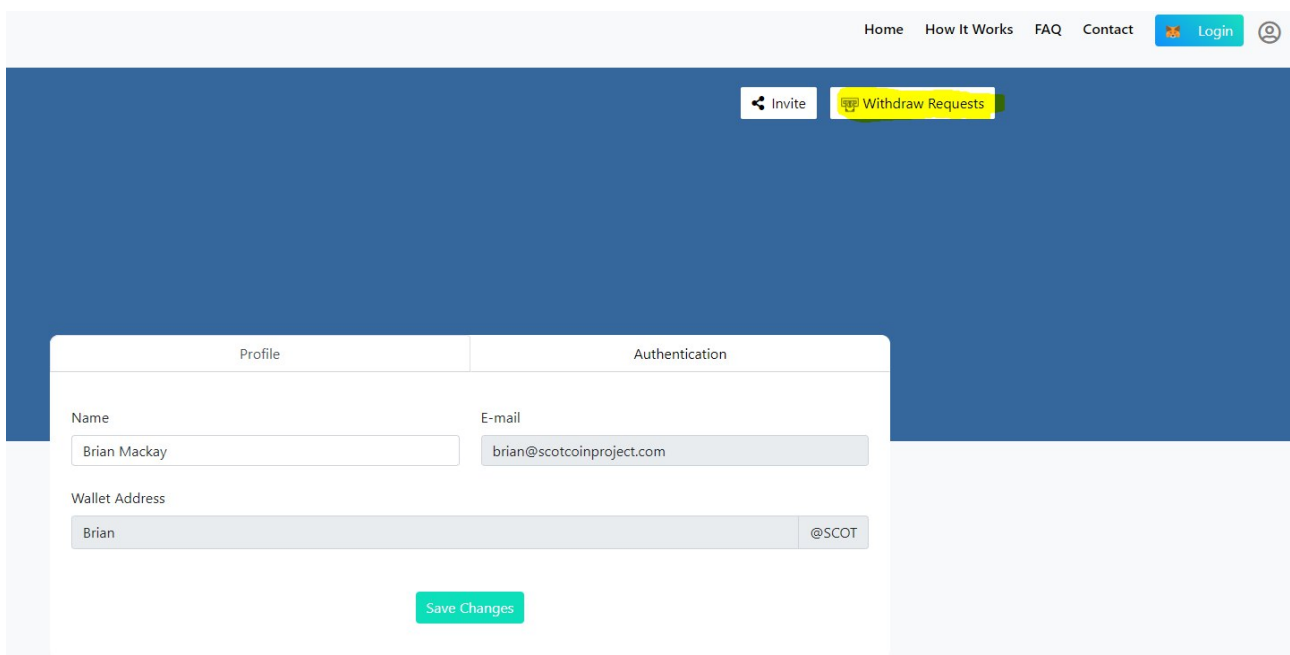 Home How It Works FAQ Contact Login
Invite Withdraw Requests
Profile Authentication
Name E-mail
Brian Mackay brian@scotcoinproject.com
Wallet Address
Brian @SCOT
Save Changes